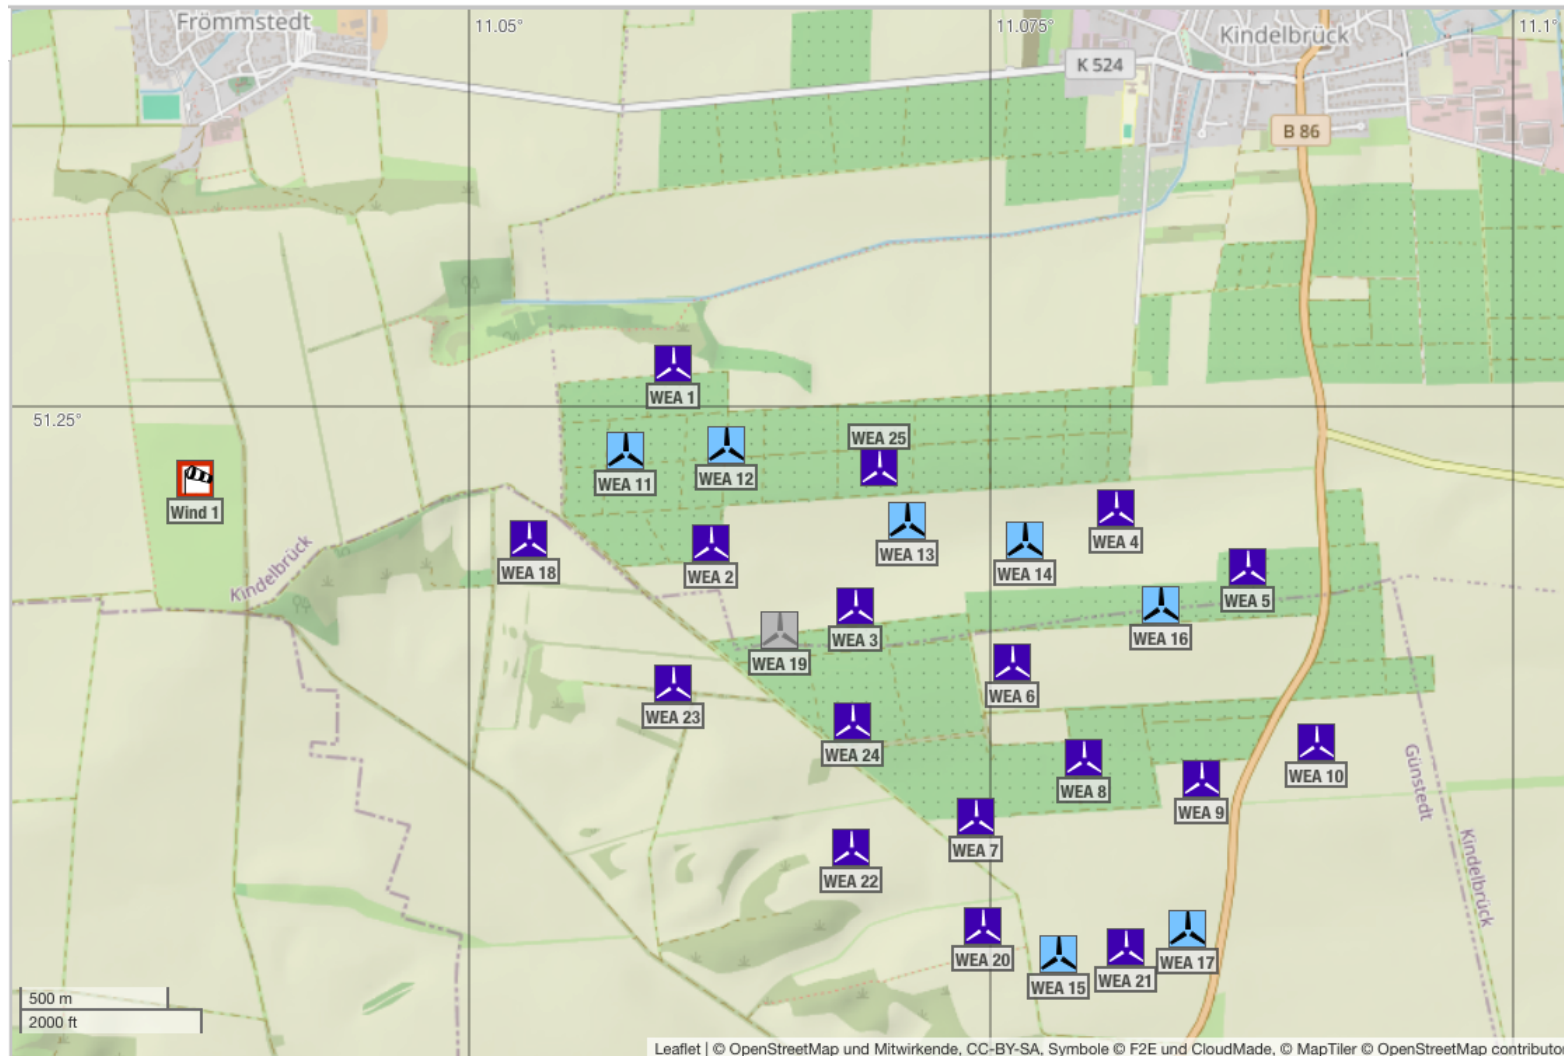 Frömmstedt
11.05°
11.075°
Kindelbrück
11.1°
K 524
B 86
WEA 1
51.25°
WEA 25
WEA 11
WEA 12
Wind 1
WEA 4
WEA 13
WEA 18
WEA 2
WEA 14
Kindelbrück
WEA 5
WEA 3
WEA 16
WEA 19
WEA 6
WEA 23
WEA 24
WEA 10
WEA 8
Günstedt
WEA 9
WEA 7
WEA 22
Kindelbrück
WEA 20
WEA 17
WEA 21
WEA 15
500 m
2000 ft
Leaflet | © OpenStreetMap und Mitwirkende, CC-BY-SA, Symbole © F2E und CloudMade, © MapTiler © OpenStreetMap contributo